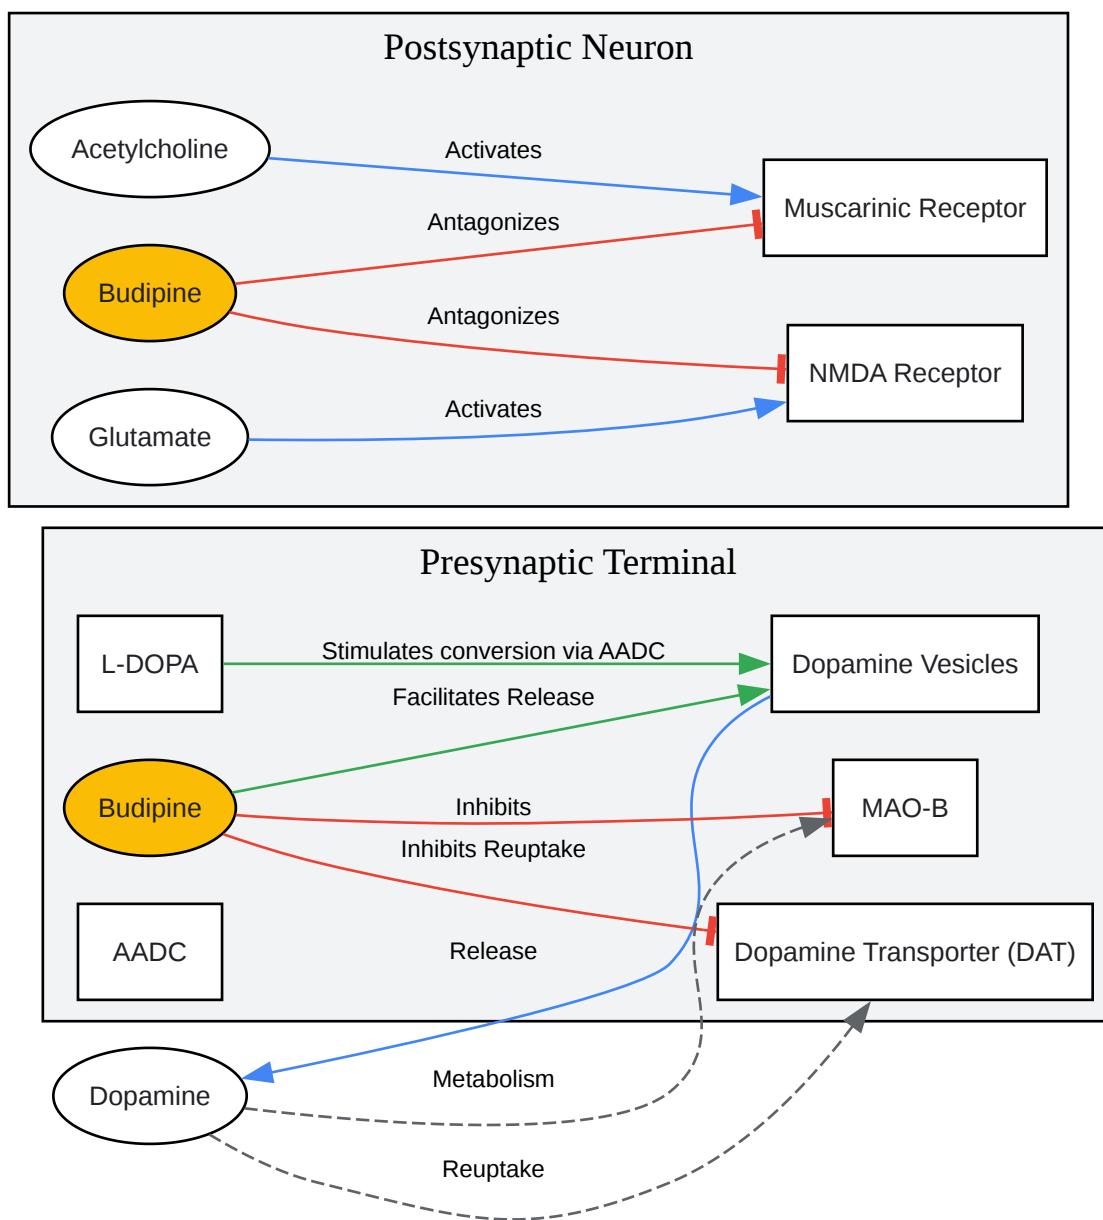 Postsynaptic Neuron
Acetylcholine
Activates
Muscarinic Receptor
Antagonizes
Budipine
Antagonizes
NMDA Receptor
Activates
Glutamate
Presynaptic Terminal
L-DOPA
Stimulates conversion via AADC
Dopamine Vesicles
Facilitates Release
Budipine
Inhibits
MAO-B
Inhibits Reuptake
AADC
Release
Dopamine Transporter (DAT)
Metabolism
Dopamine
Reuptake